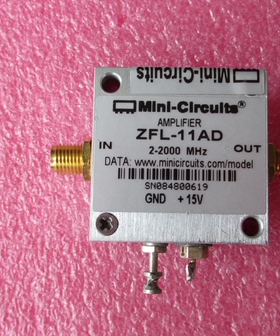 Mini-Circuits
Mini-Circuits®
AMPLIFIER
ZFL-11AD
IN
OUT
2-2000 MHz
DATA: www.minicircuits.com/model
SN084800619
GND +15V